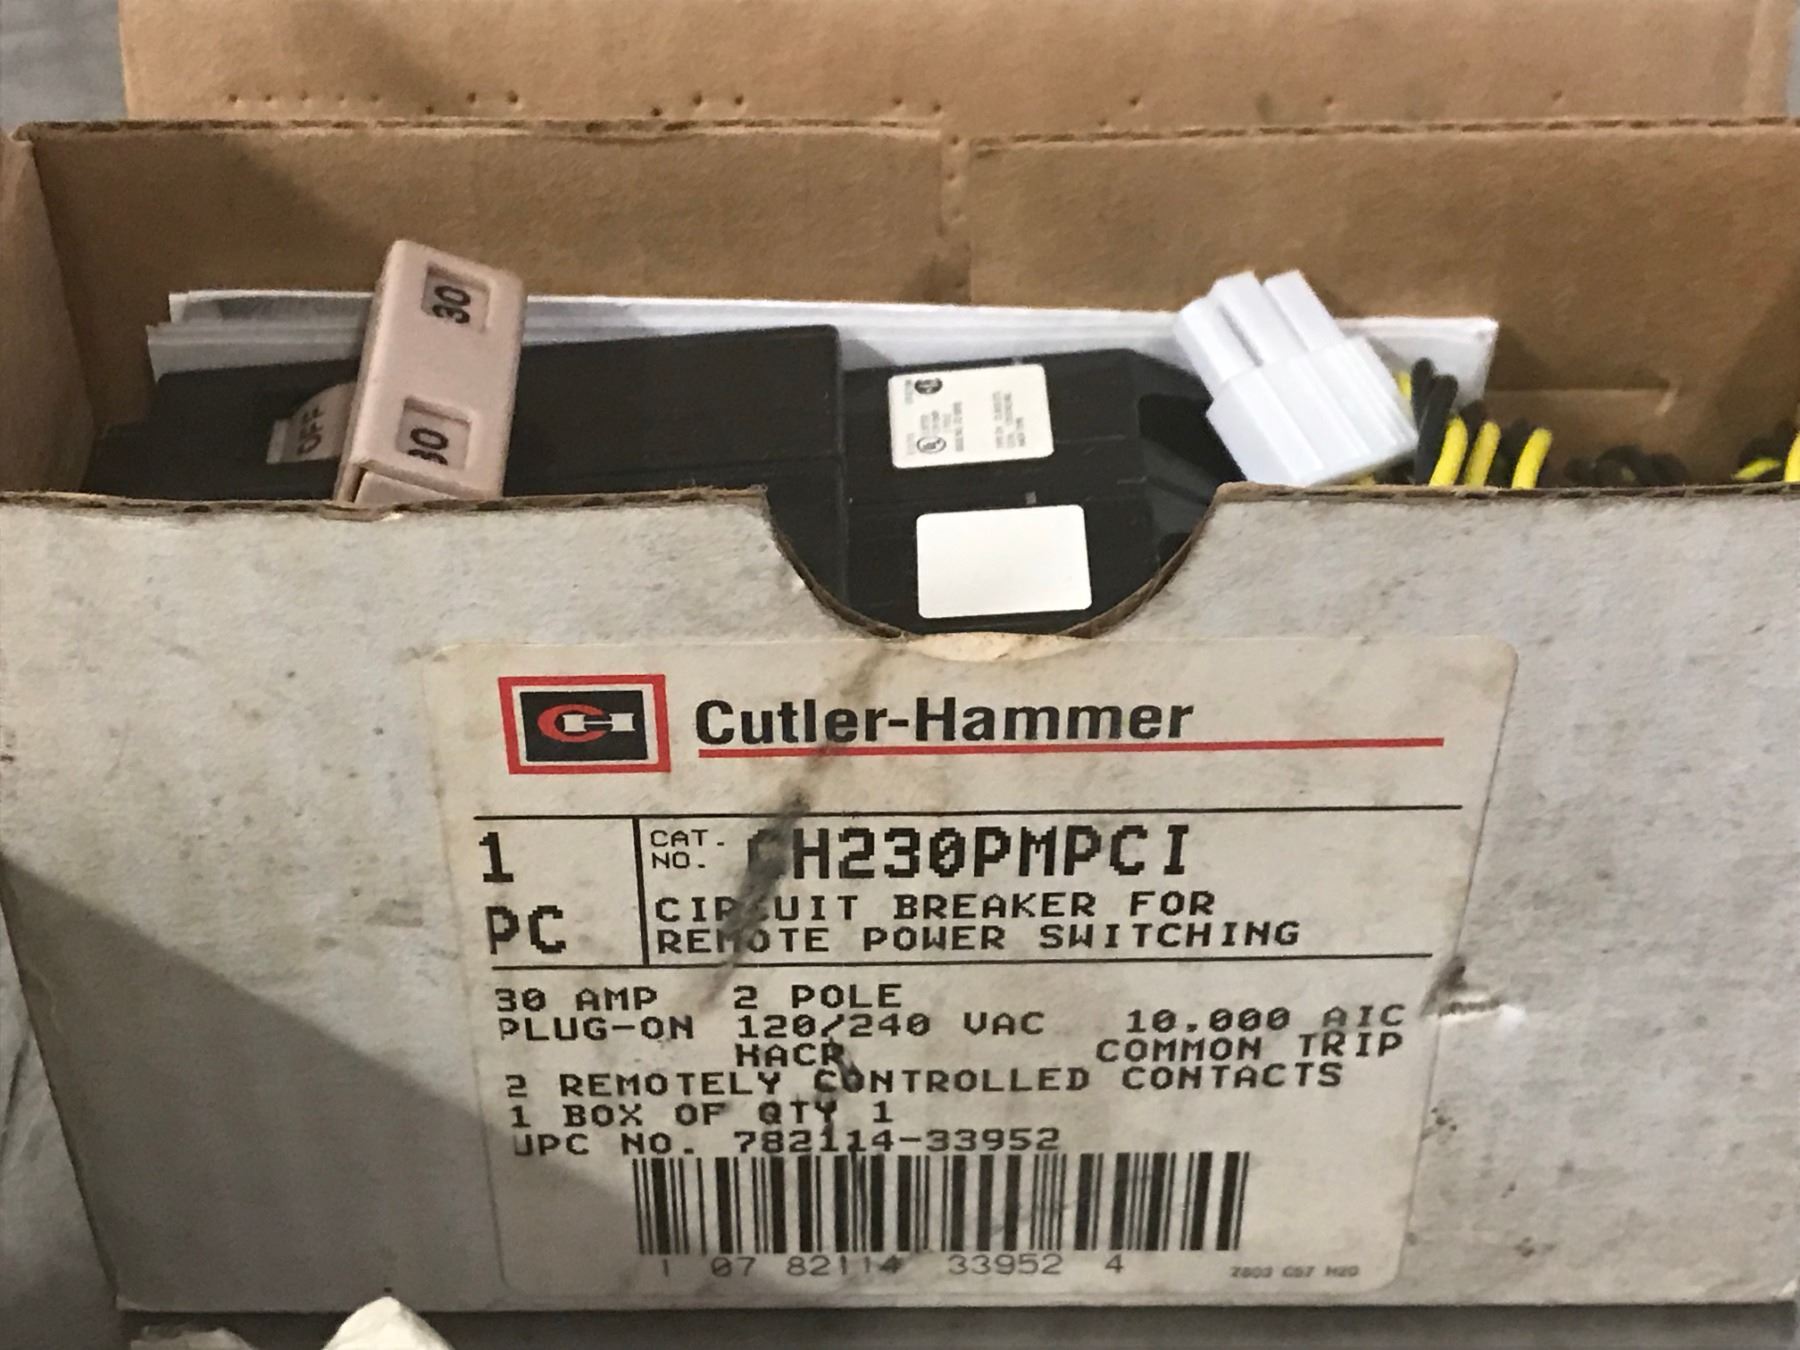 30
30
OFF
Cutler-Hammer
1 PC
CAT. NO. CH230PMPCI
CIRCUIT BREAKER FOR
REMOTE POWER SWITCHING
30 AMP 2 POLE
PLUG-ON 120/240 VAC 10,000 AIC
HACR COMMON TRIP
2 REMOTELY CONTROLLED CONTACTS
1 BOX OF QTY 1
UPC NO. 782114-33952
1 07 82114 33952 4